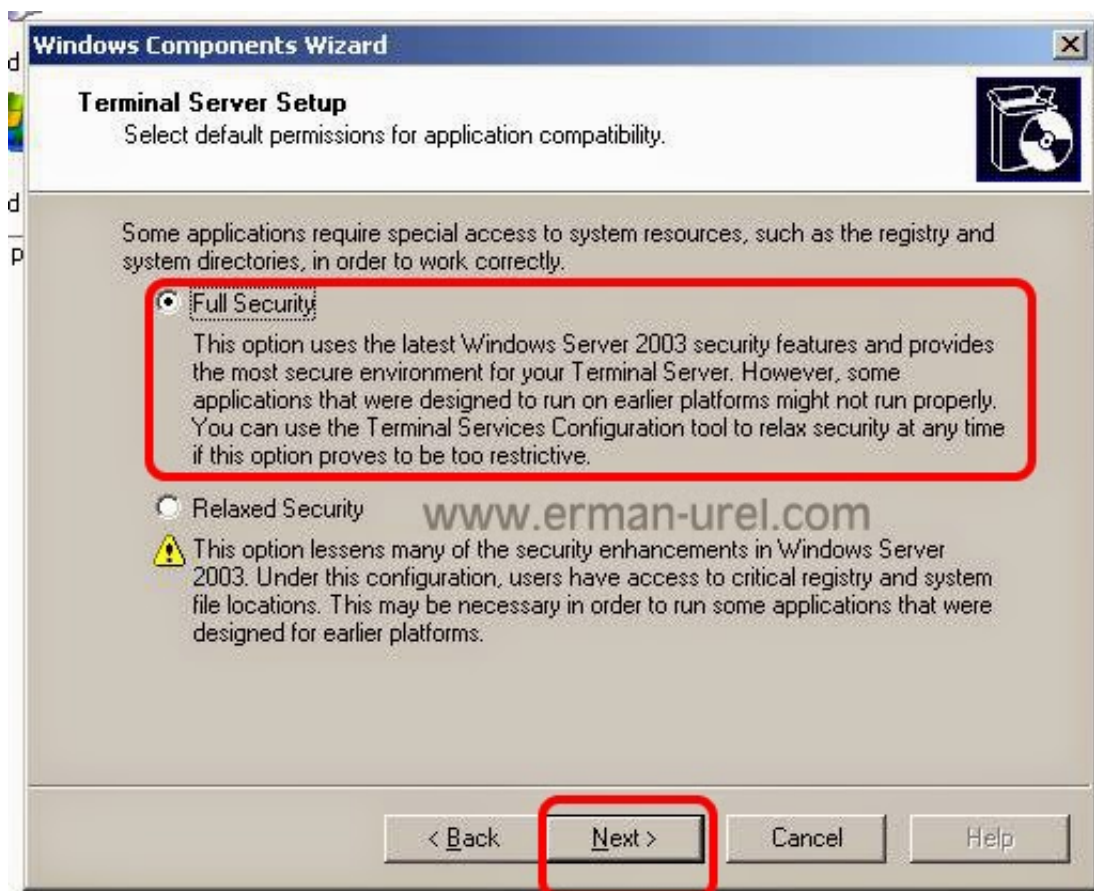 Windows Components Wizard
Terminal Server Setup
Select default permissions for application compatibility.
Some applications require special access to system resources, such as the registry and
system directories, in order to work correctly.
Full Security
This option uses the latest Windows Server 2003 security features and provides
the most secure environment for your Terminal Server. However, some
applications that were designed to run on earlier platforms might not run properly.
You can use the Terminal Services Configuration tool to relax security at any time
if this option proves to be too restrictive.
Relaxed Security
www.erman-urel.com
This option lessens many of the security enhancements in Windows Server
2003. Under this configuration, users have access to critical registry and system
file locations. This may be necessary in order to run some applications that were
designed for earlier platforms.
< Back Next > Cancel Help